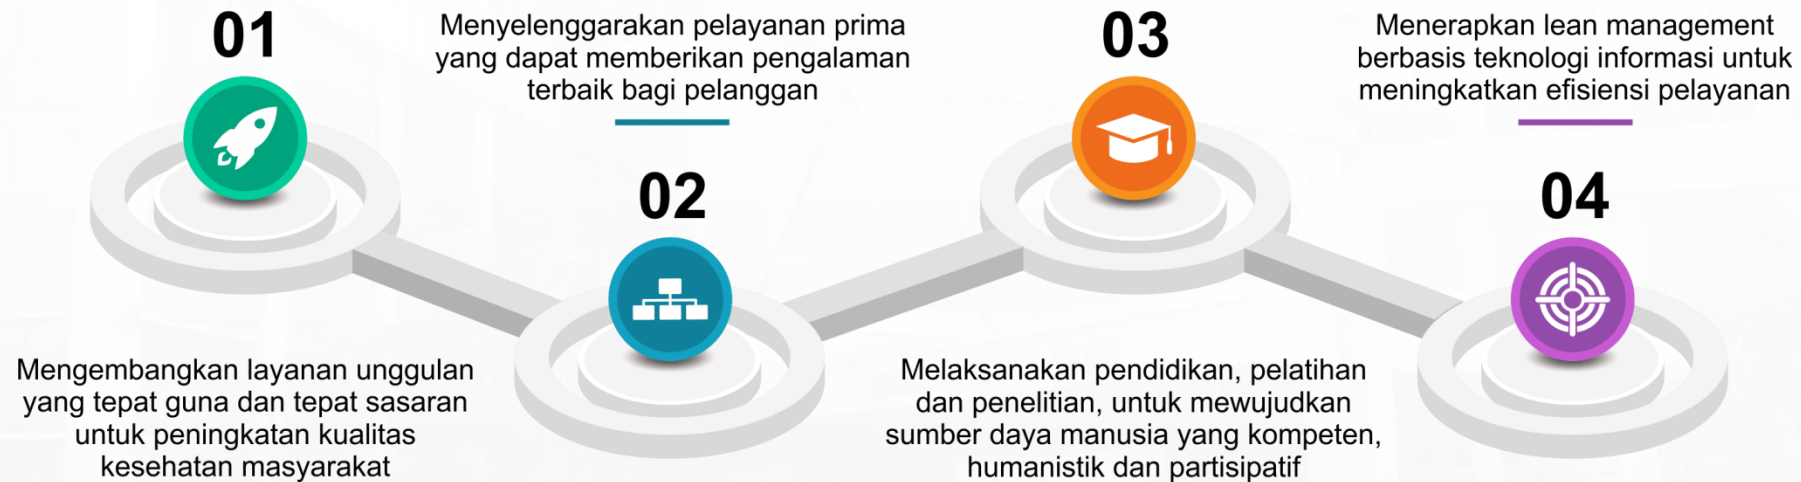 01
Mengembangkan layanan unggulan
yang tepat guna dan tepat sasaran
untuk peningkatan kualitas
kesehatan masyarakat
Menyelenggarakan pelayanan prima
yang dapat memberikan pengalaman
terbaik bagi pelanggan
02
03
Melaksanakan pendidikan, pelatihan
dan penelitian, untuk mewujudkan
sumber daya manusia yang kompeten,
humanistik dan partisipatif
Menerapkan lean management
berbasis teknologi informasi untuk
meningkatkan efisiensi pelayanan
04